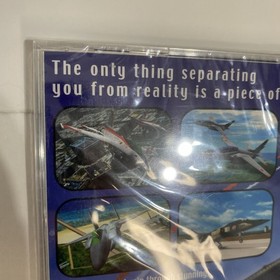 The only thing separating
you from reality is a piece of